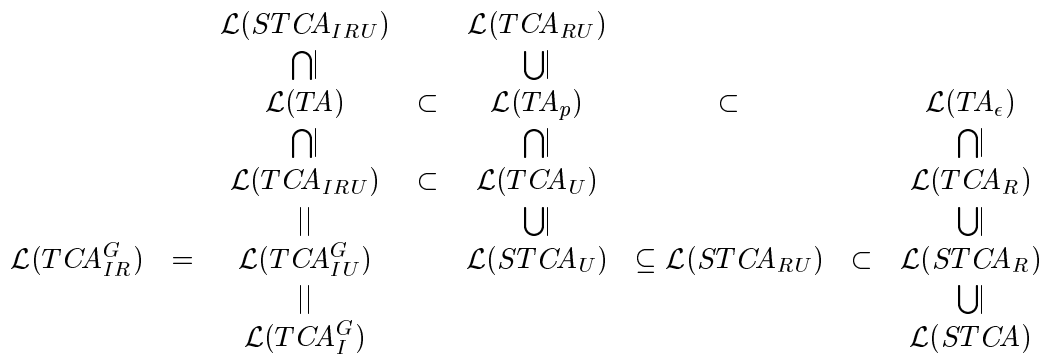 ℒ(STCA_{IRU}) ℒ(TCA_{RU})
⋂| ⋃|
ℒ(TA) ⊂ ℒ(TA_p) ⊂ ℒ(TA_ϵ)
⋂| ⋂| ⋂|
ℒ(TCA_{IRU}) ⊂ ℒ(TCA_U) ℒ(TCA_R)
|| ⋃| ⋃|
ℒ(TCA^G_{IR}) = ℒ(TCA^G_{IU}) ℒ(STCA_U) ⊆ ℒ(STCA_{RU}) ⊂ ℒ(STCA_R)
|| ⋃|
ℒ(TCA^G_I) ℒ(STCA)